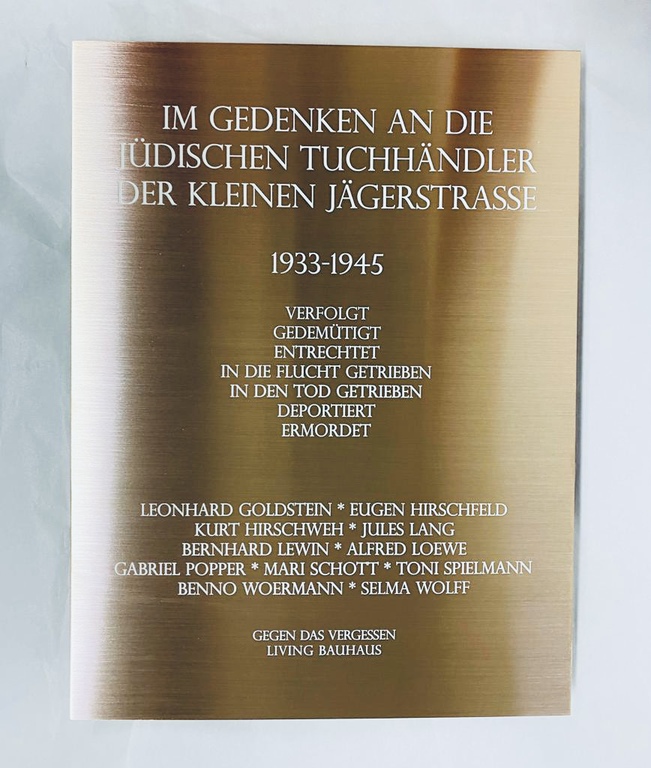 IM GEDENKEN AN DIE
JÜDISCHEN TUCHHÄNDLER
DER KLEINEN JÄGERSTRASSE
1933-1945
VERFOLGT
GEDEMÜTIGT
ENTRECHTET
IN DIE FLUCHT GETRIEBEN
IN DEN TOD GETRIEBEN
DEPORTIERT
ERMORDET
LEONHARD GOLDSTEIN * EUGEN HIRSCHFELD
KURT HIRSCHWEH * JULES LANG
BERNHARD LEWIN * ALFRED LOEWE
GABRIEL POPPER * MARI SCHOTT * TONI SPIELMANN
BENNO WOERMANN * SELMA WOLFF
GEGEN DAS VERGESSEN
LIVING BAUHAUS